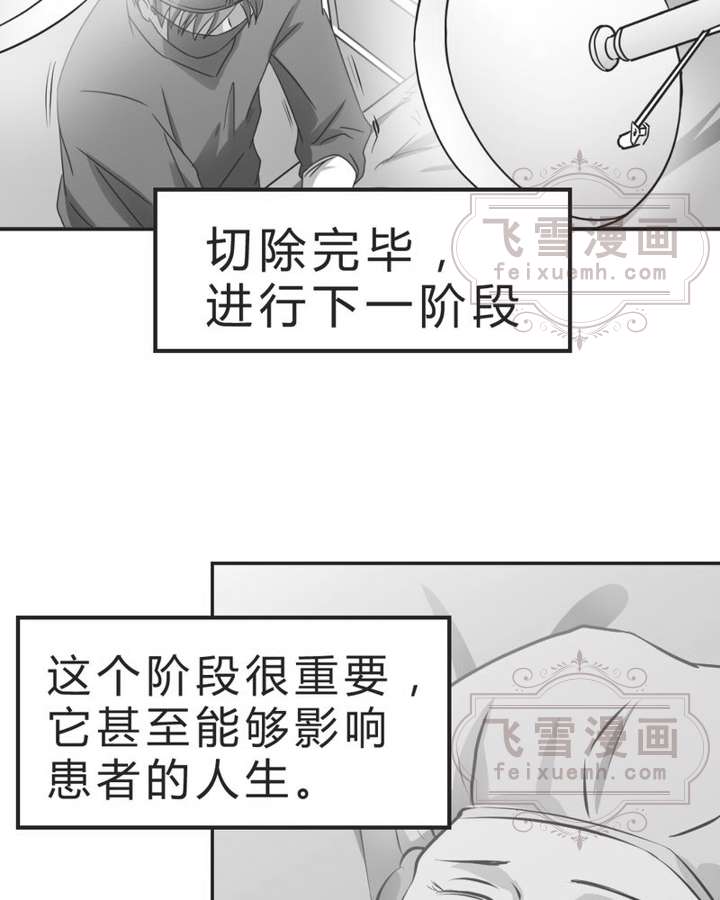 飞雪漫画
feixuemh.com
切除完毕，
进行下一阶段
这个阶段很重要，
它甚至能够影响
患者的人生。
飞雪漫画
feixuemh.com